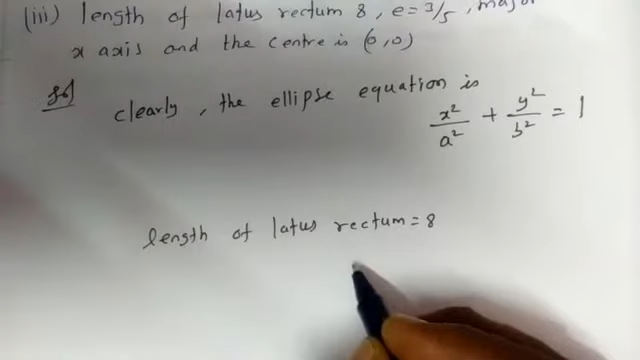 (iii) length of latus rectum 8, e = 3/5, major
x axis and the centre is (0,0)
Sol
clearly, the ellipse equation is
x²/a² + y²/b² = 1
length of latus rectum = 8